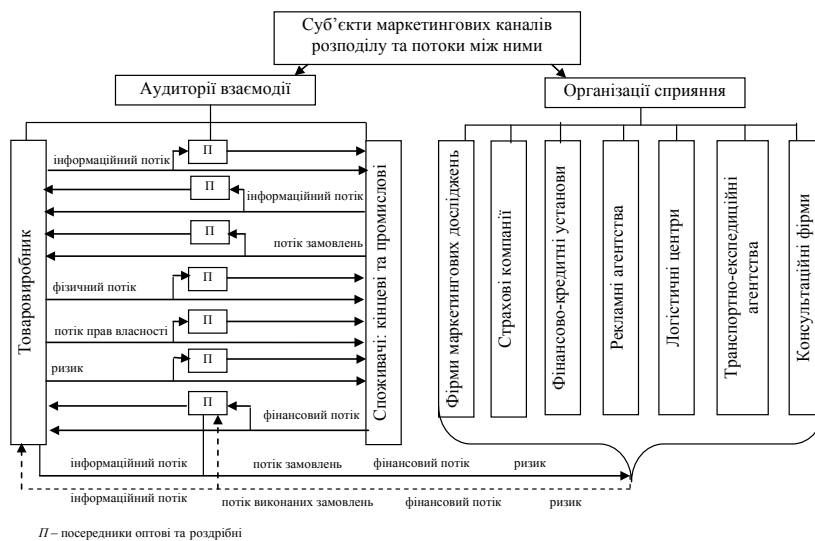 Суб’єкти маркетингових каналів
розподілу та потоки між ними
Аудиторії взаємодії
Організації сприяння
Товаровиробник
П
інформаційний потік
П
інформаційний потік
П
потік замовлень
П
фізичний потік
П
потік прав власності
П
ризик
П
фінансовий потік
Споживачі: кінцеві та промислові
Фірми маркетингових досліджень
Страхові компанії
Фінансово-кредитні установи
Рекламні агентства
Логістичні центри
Транспортно-експедиційні
агентства
Консультаційні фірми
інформаційний потік потік замовлень фінансовий потік ризик
інформаційний потік потік виконаних замовлень фінансовий потік ризик
П – посередники оптові та роздрібні